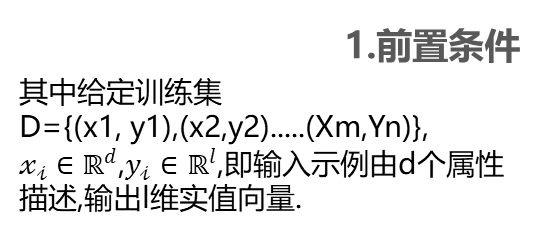 1.前置条件
其中给定训练集
D={(x1, y1),(x2,y2).....(Xm,Yn)},
𝑥ᵢ ∈ ℝᵈ,𝑦ᵢ ∈ ℝˡ,即输入示例由d个属性
描述,输出l维实值向量.